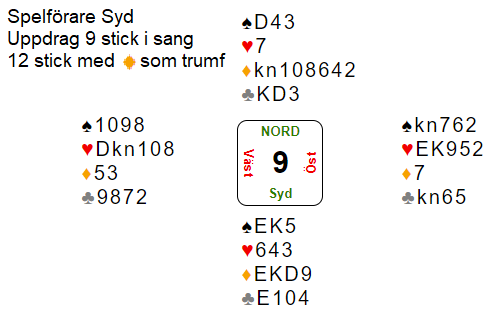 Spelförare Syd
Uppdrag 9 stick i sang
12 stick med ♦ som trumf
♠D43
♥7
♦kn108642
♣KD3
♠1098
♥Dkn108
♦53
♣9872
NORD
Väst 9 Öst
Syd
♠kn762
♥EK952
♦7
♣kn65
♠EK5
♥643
♦EKD9
♣E104